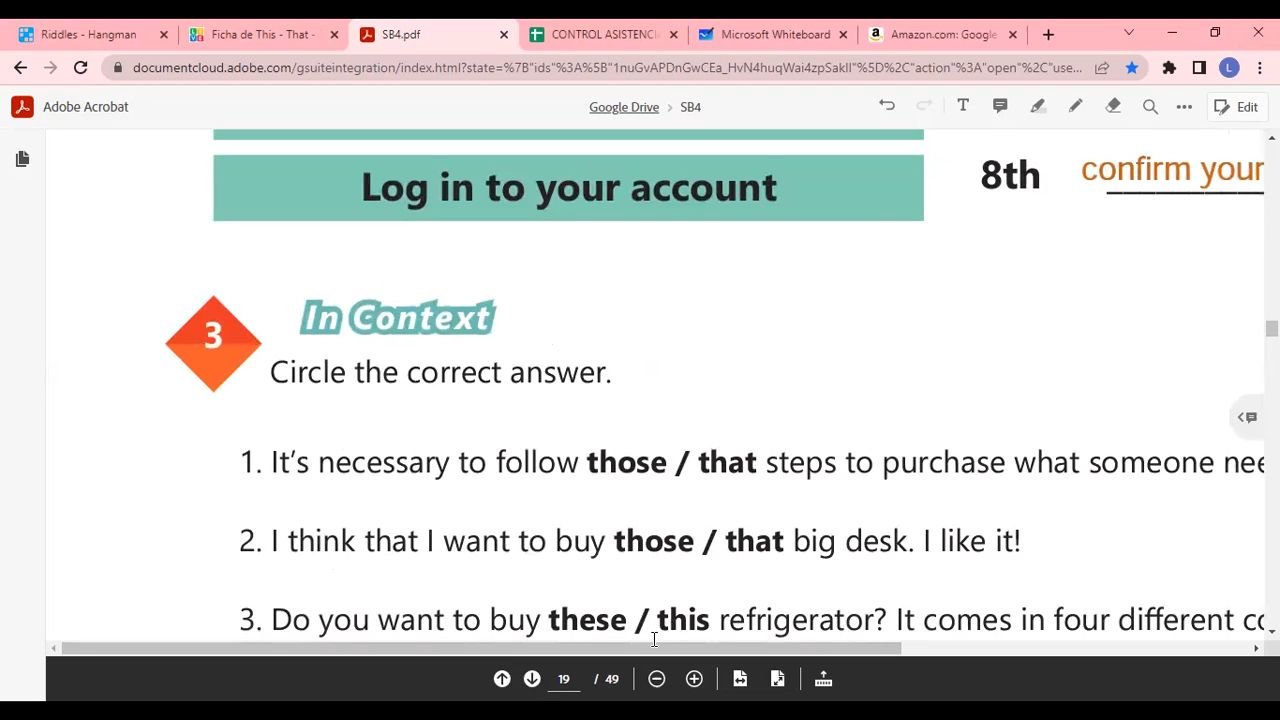 Riddles - Hangman
Ficha de This - That -
SB4.pdf
CONTROL ASISTENCI
Microsoft Whiteboard
Amazon.com: Google
documentcloud.adobe.com/gsuiteintegration/index.html?state=%7B"ids"%3A%5B"1nuGvAPDnGwCEa_HvN4huqWai4zpSakIl"%5D%2C"action"%3A"open"%2C"use...
L
Adobe Acrobat
Google Drive
SB4
Edit
Log in to your account
8th confirm your
3
In Context
Circle the correct answer.
1. It's necessary to follow those / that steps to purchase what someone nee
2. I think that I want to buy those / that big desk. I like it!
3. Do you want to buy these / this refrigerator? It comes in four different co
19 / 49